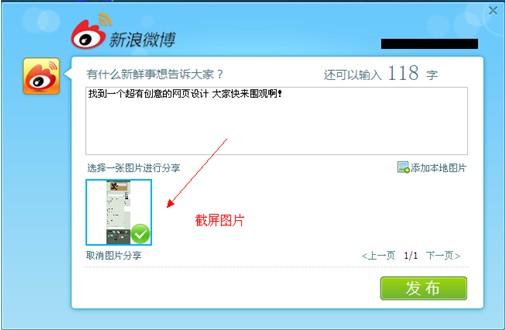 新浪微博
有什么新鲜事想告诉大家？ 还可以输入 118 字
找到一个超有创意的网页设计 大家快来围观啊!
选择一张图片进行分享 添加本地图片
截屏图片
取消图片分享 <上一页 1/1 下一页>
发布